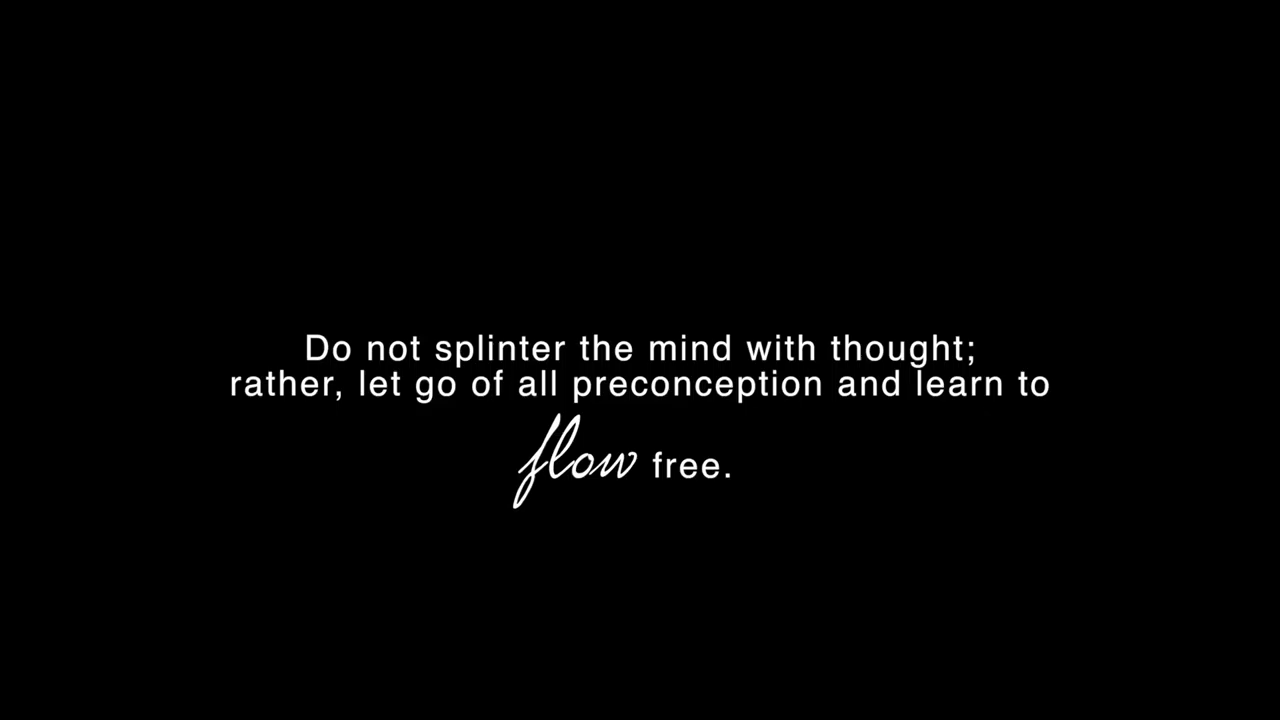 Do not splinter the mind with thought;
rather, let go of all preconception and learn to
flow free.